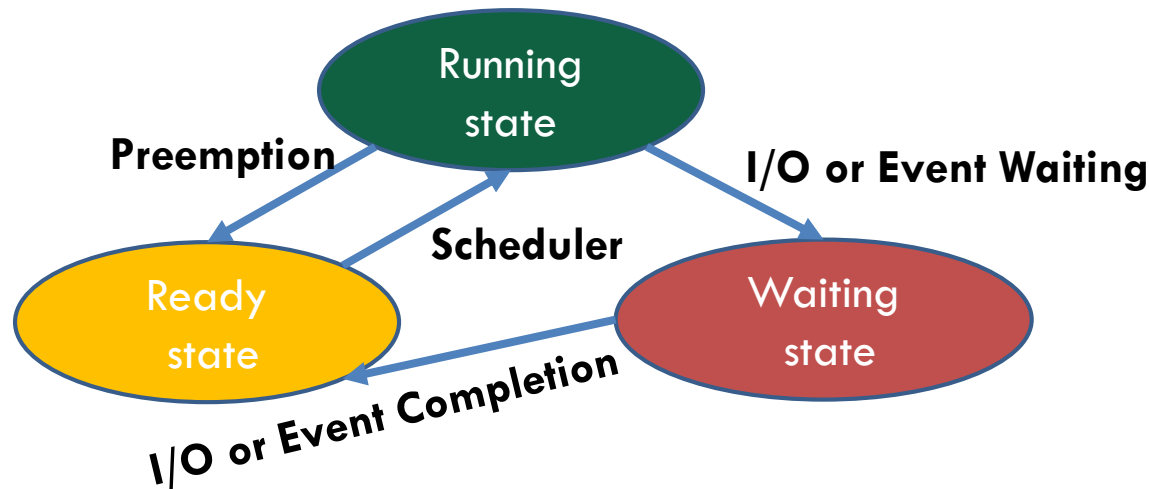 Running
state
Preemption
I/O or Event Waiting
Scheduler
Ready
state
Waiting
state
I/O or Event Completion